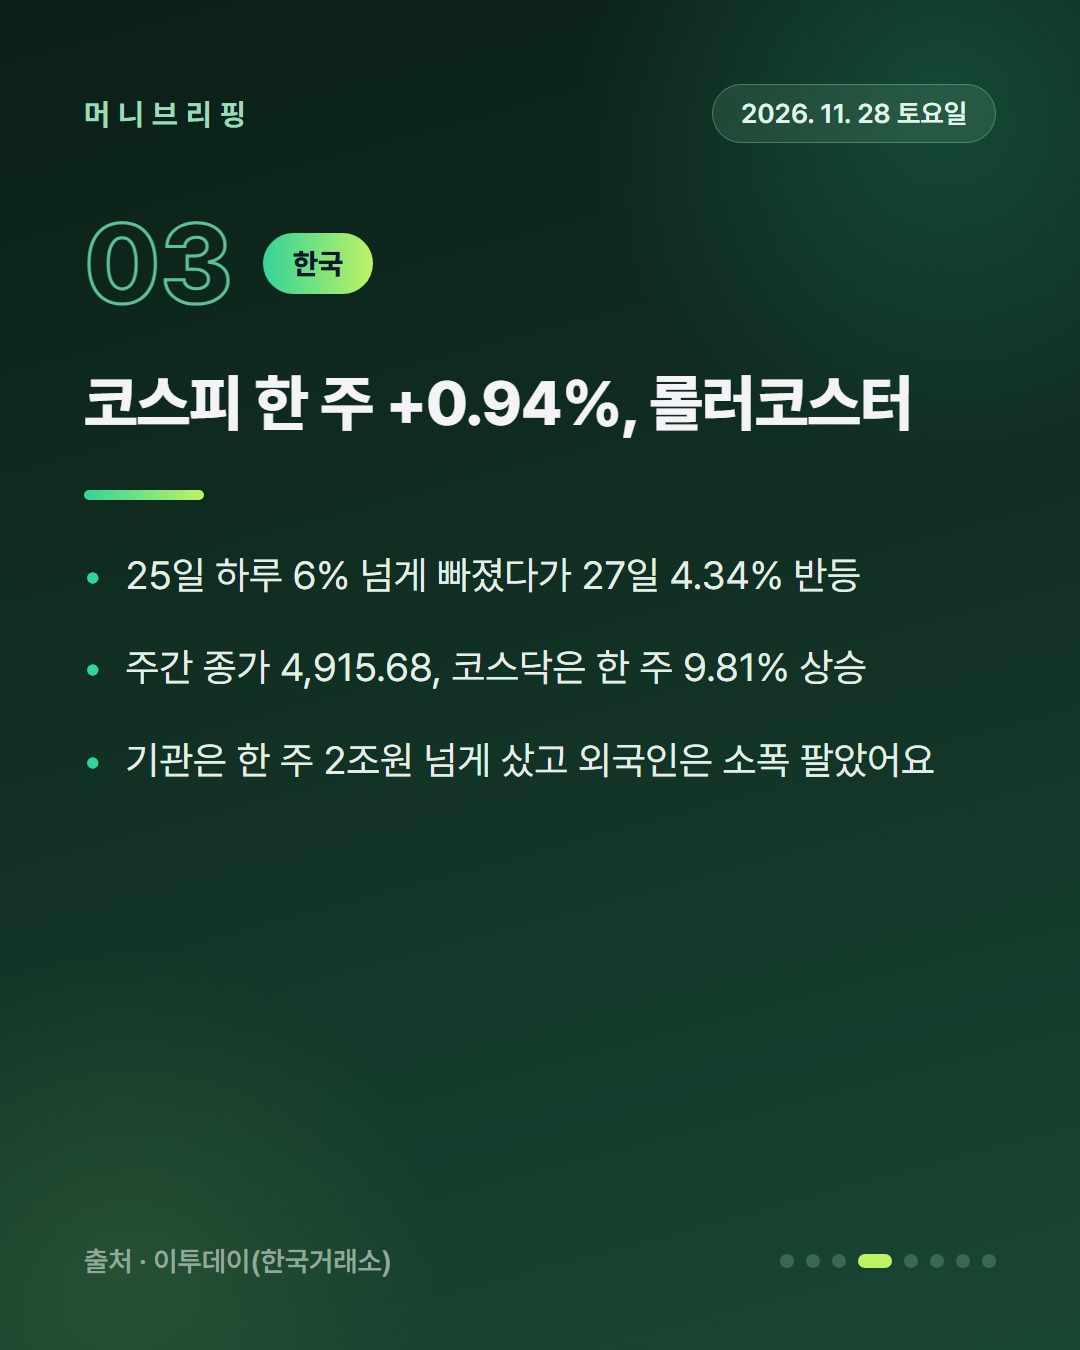 머니브리핑
2026. 11. 28 토요일
03
한국
코스피 한 주 +0.94%, 롤러코스터
• 25일 하루 6% 넘게 빠졌다가 27일 4.34% 반등
• 주간 종가 4,915.68, 코스닥은 한 주 9.81% 상승
• 기관은 한 주 2조원 넘게 샀고 외국인은 소폭 팔았어요
출처 · 이투데이(한국거래소)